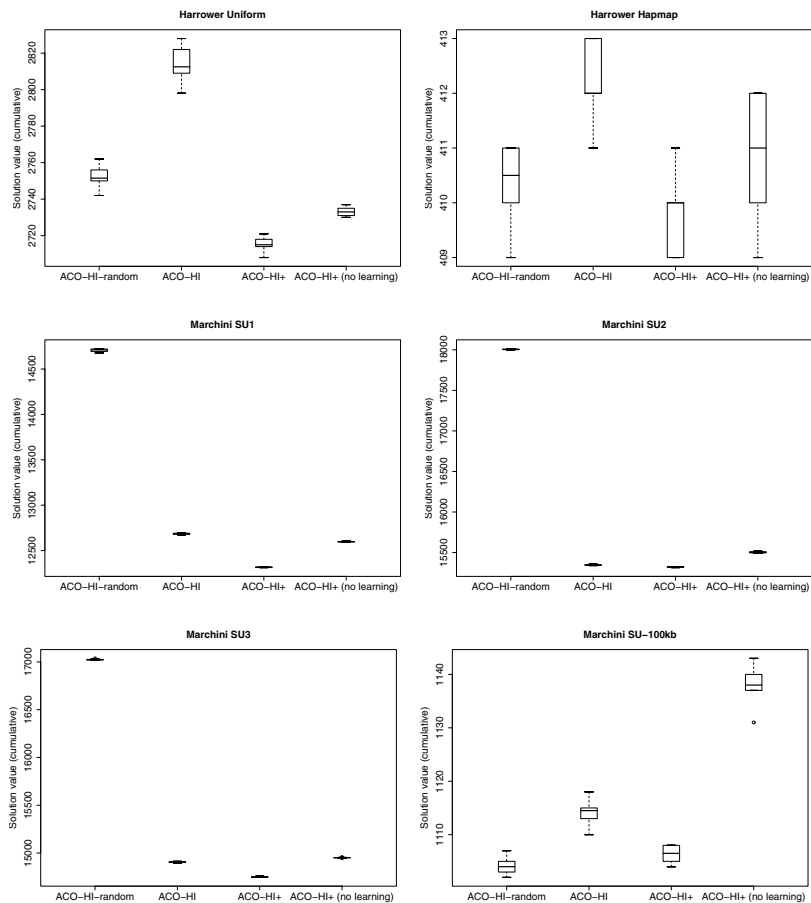 Harrower Uniform
Solution value (cumulative)
2720
2740
2760
2780
2800
2820
ACO−HI−random
ACO−HI
ACO−HI+
ACO−HI+ (no learning)
Harrower Hapmap
Solution value (cumulative)
409
410
411
412
413
ACO−HI−random
ACO−HI
ACO−HI+
ACO−HI+ (no learning)
Marchini SU1
Solution value (cumulative)
12500
13000
13500
14000
14500
ACO−HI−random
ACO−HI
ACO−HI+
ACO−HI+ (no learning)
Marchini SU2
Solution value (cumulative)
15500
16000
16500
17000
17500
18000
ACO−HI−random
ACO−HI
ACO−HI+
ACO−HI+ (no learning)
Marchini SU3
Solution value (cumulative)
15000
15500
16000
16500
17000
ACO−HI−random
ACO−HI
ACO−HI+
ACO−HI+ (no learning)
Marchini SU−100kb
Solution value (cumulative)
1110
1120
1130
1140
ACO−HI−random
ACO−HI
ACO−HI+
ACO−HI+ (no learning)